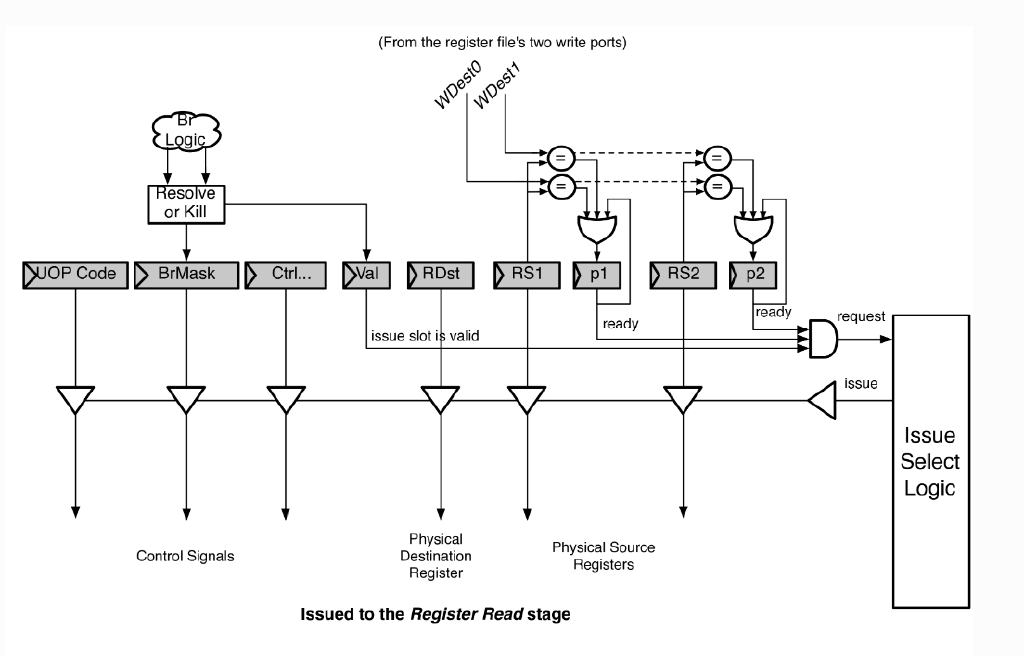 (From the register file's two write ports)
WDest0
WDest1
Br
Logic
=
=
=
=
Resolve
or Kill
UOP Code
BrMask
Ctrl...
Val
RDst
RS1
p1
RS2
p2
ready
ready
request
issue slot is valid
issue
Issue
Select
Logic
Control Signals
Physical
Destination
Register
Physical Source
Registers
Issued to the Register Read stage